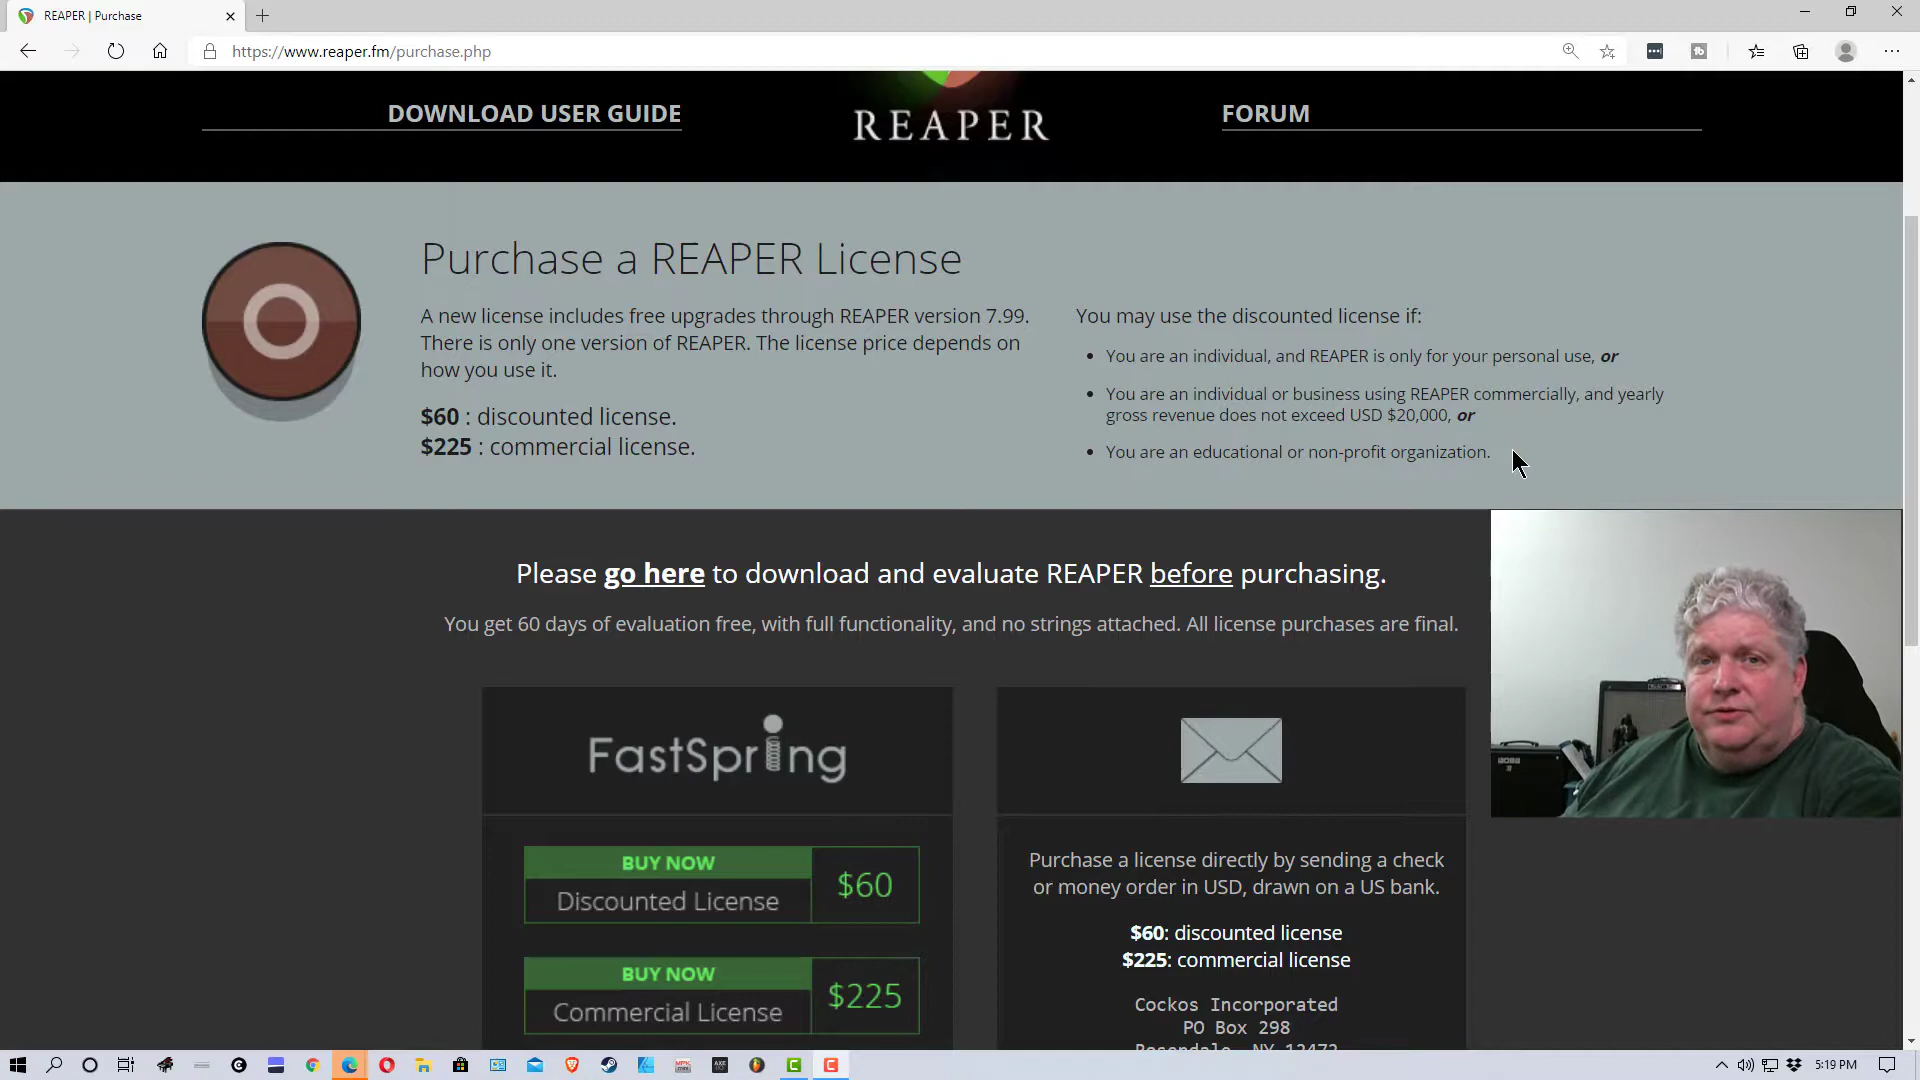 REAPER | Purchase
https://www.reaper.fm/purchase.php
DOWNLOAD USER GUIDE
REAPER
FORUM
Purchase a REAPER License
A new license includes free upgrades through REAPER version 7.99.
There is only one version of REAPER. The license price depends on
how you use it.
$60 : discounted license.
$225 : commercial license.
You may use the discounted license if:
• You are an individual, and REAPER is only for your personal use, or
• You are an individual or business using REAPER commercially, and yearly
gross revenue does not exceed USD $20,000, or
• You are an educational or non-profit organization.
Please go here to download and evaluate REAPER before purchasing.
You get 60 days of evaluation free, with full functionality, and no strings attached. All license purchases are final.
FastSpring
BUY NOW
Discounted License
$60
BUY NOW
Commercial License
$225
Purchase a license directly by sending a check
or money order in USD, drawn on a US bank.
$60: discounted license
$225: commercial license
Cockos Incorporated
PO Box 298
Rosendale, NY 12472
BOSS
5:19 PM